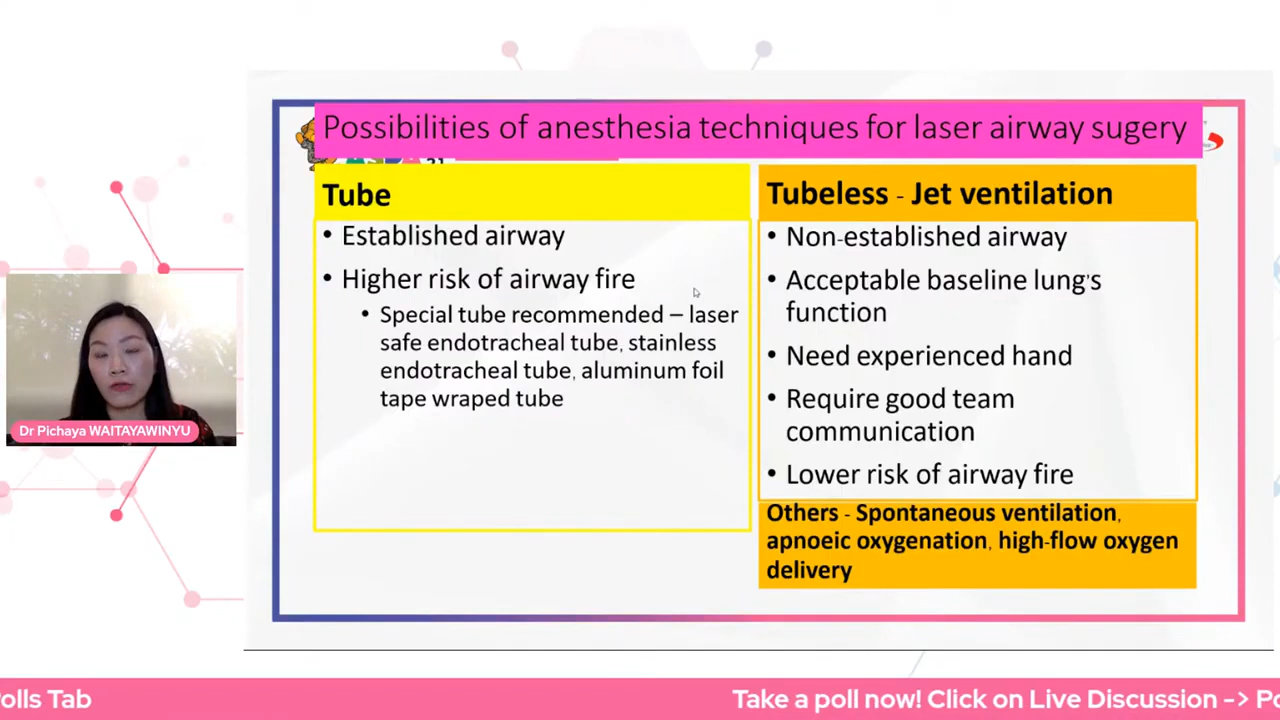 Possibilities of anesthesia techniques for laser airway sugery
Tube
• Established airway
• Higher risk of airway fire
• Special tube recommended – laser
safe endotracheal tube, stainless
endotracheal tube, aluminum foil
tape wraped tube
Tubeless - Jet ventilation
• Non-established airway
• Acceptable baseline lung's
function
• Need experienced hand
• Require good team
communication
• Lower risk of airway fire
Others - Spontaneous ventilation,
apnoeic oxygenation, high-flow oxygen
delivery
Dr Pichaya WAITAYAWINYU
olls Tab
Take a poll now! Click on Live Discussion -> Po